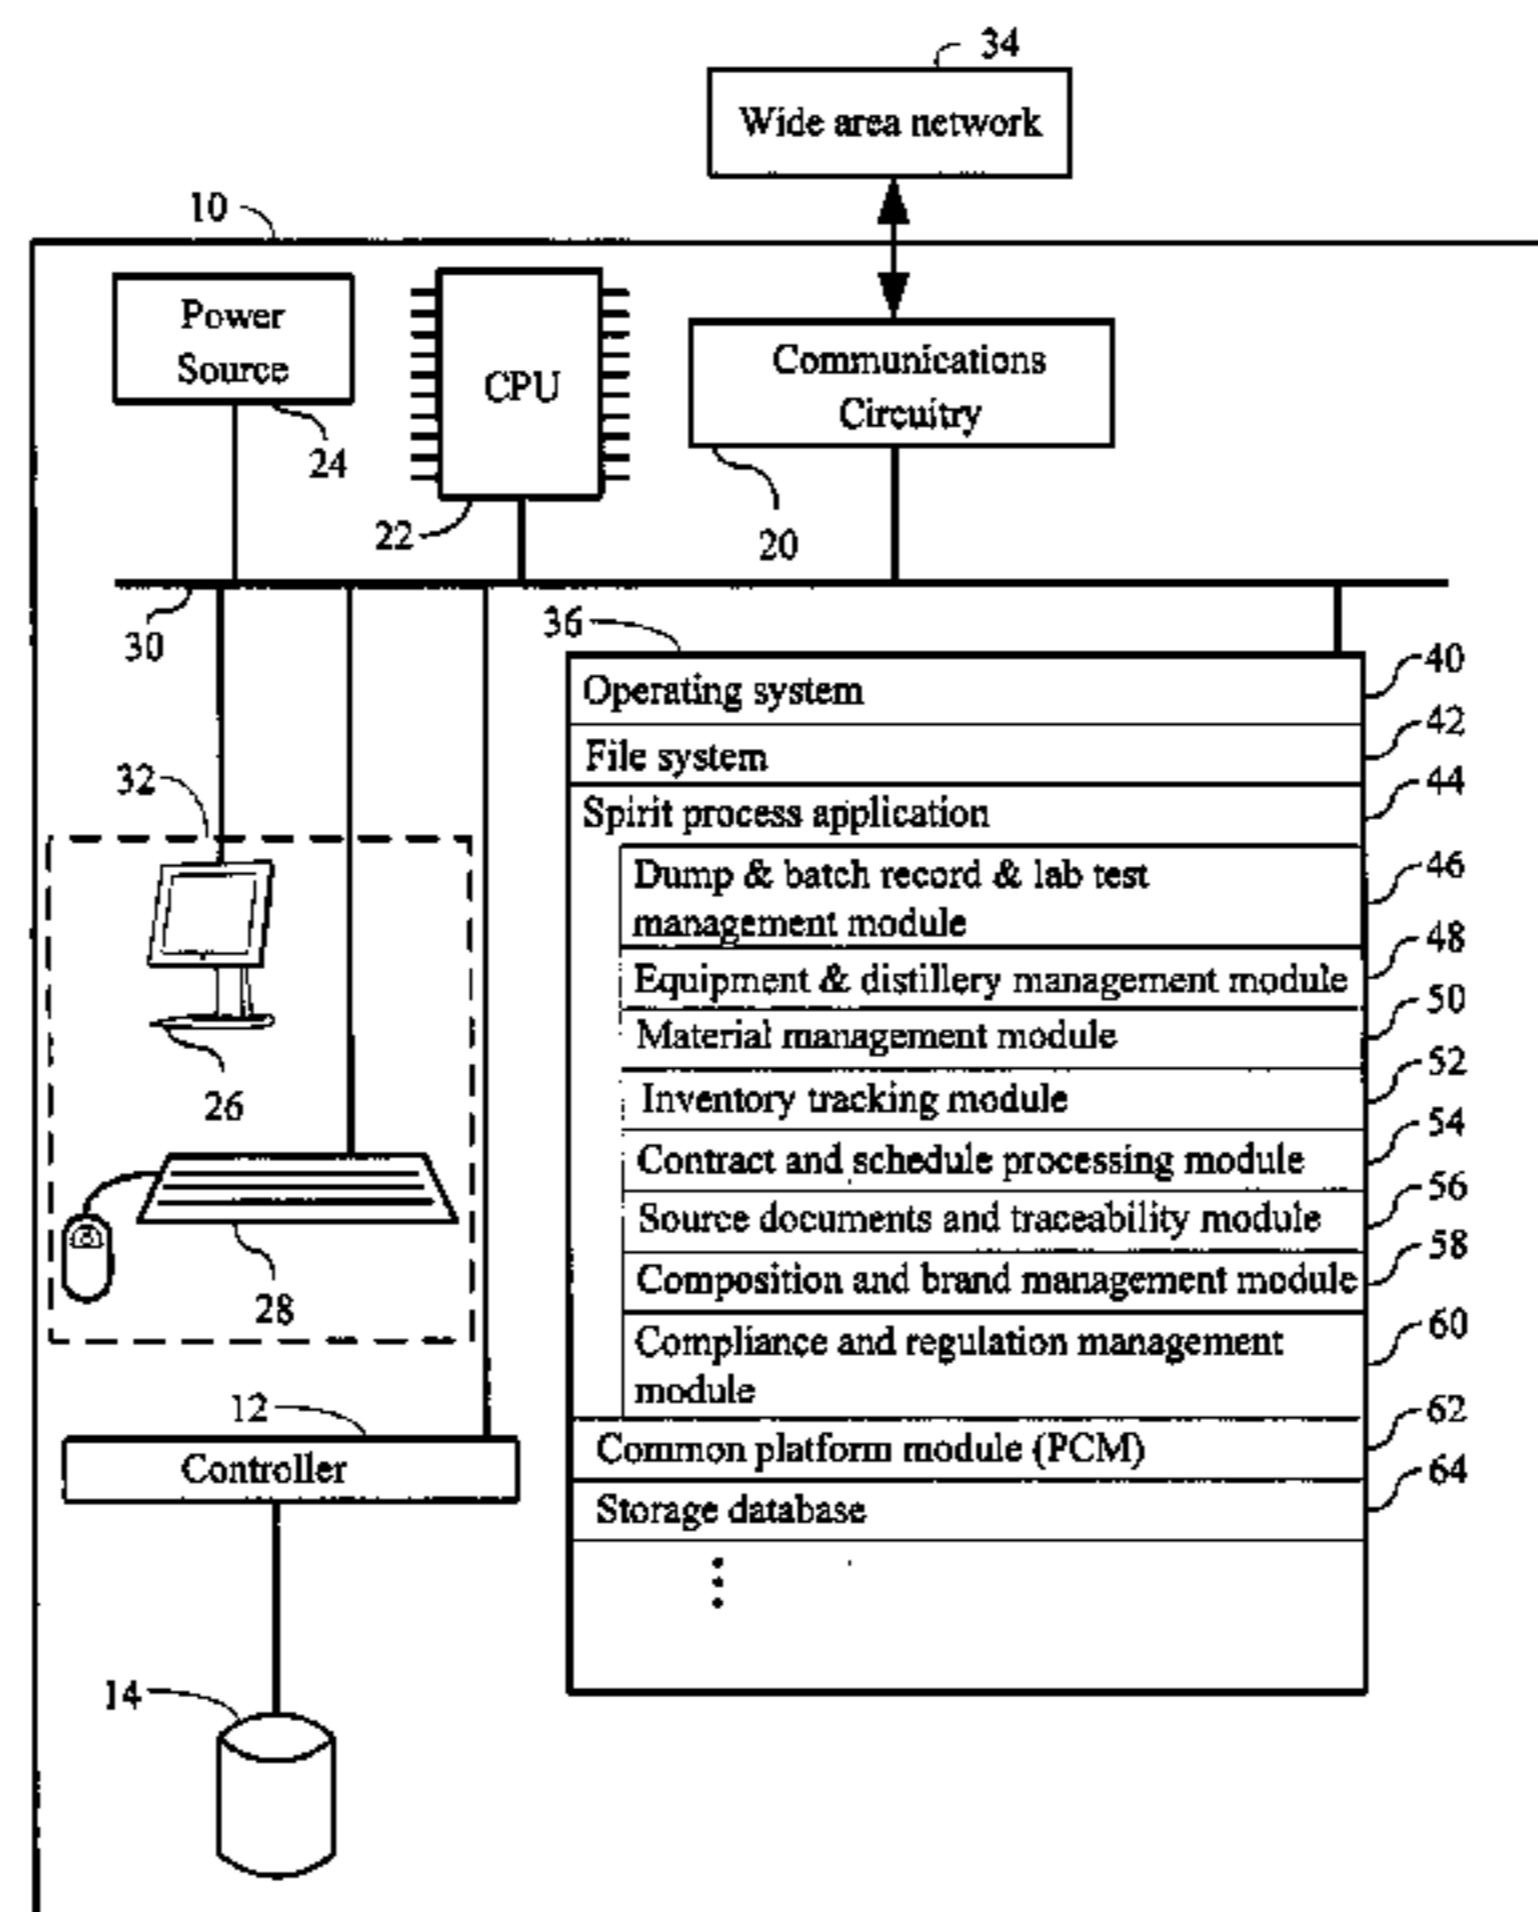 34
Wide area network
10
Power
Source
24
CPU
22
Communications
Circuitry
20
30
36
Operating system
40
File system
42
Spirit process application
44
Dump & batch record & lab test
management module
46
Equipment & distillery management module
48
Material management module
50
Inventory tracking module
52
Contract and schedule processing module
54
Source documents and traceability module
56
Composition and brand management module
58
Compliance and regulation management
module
60
Common platform module (PCM)
62
Storage database
64
32
26
28
12
Controller
14